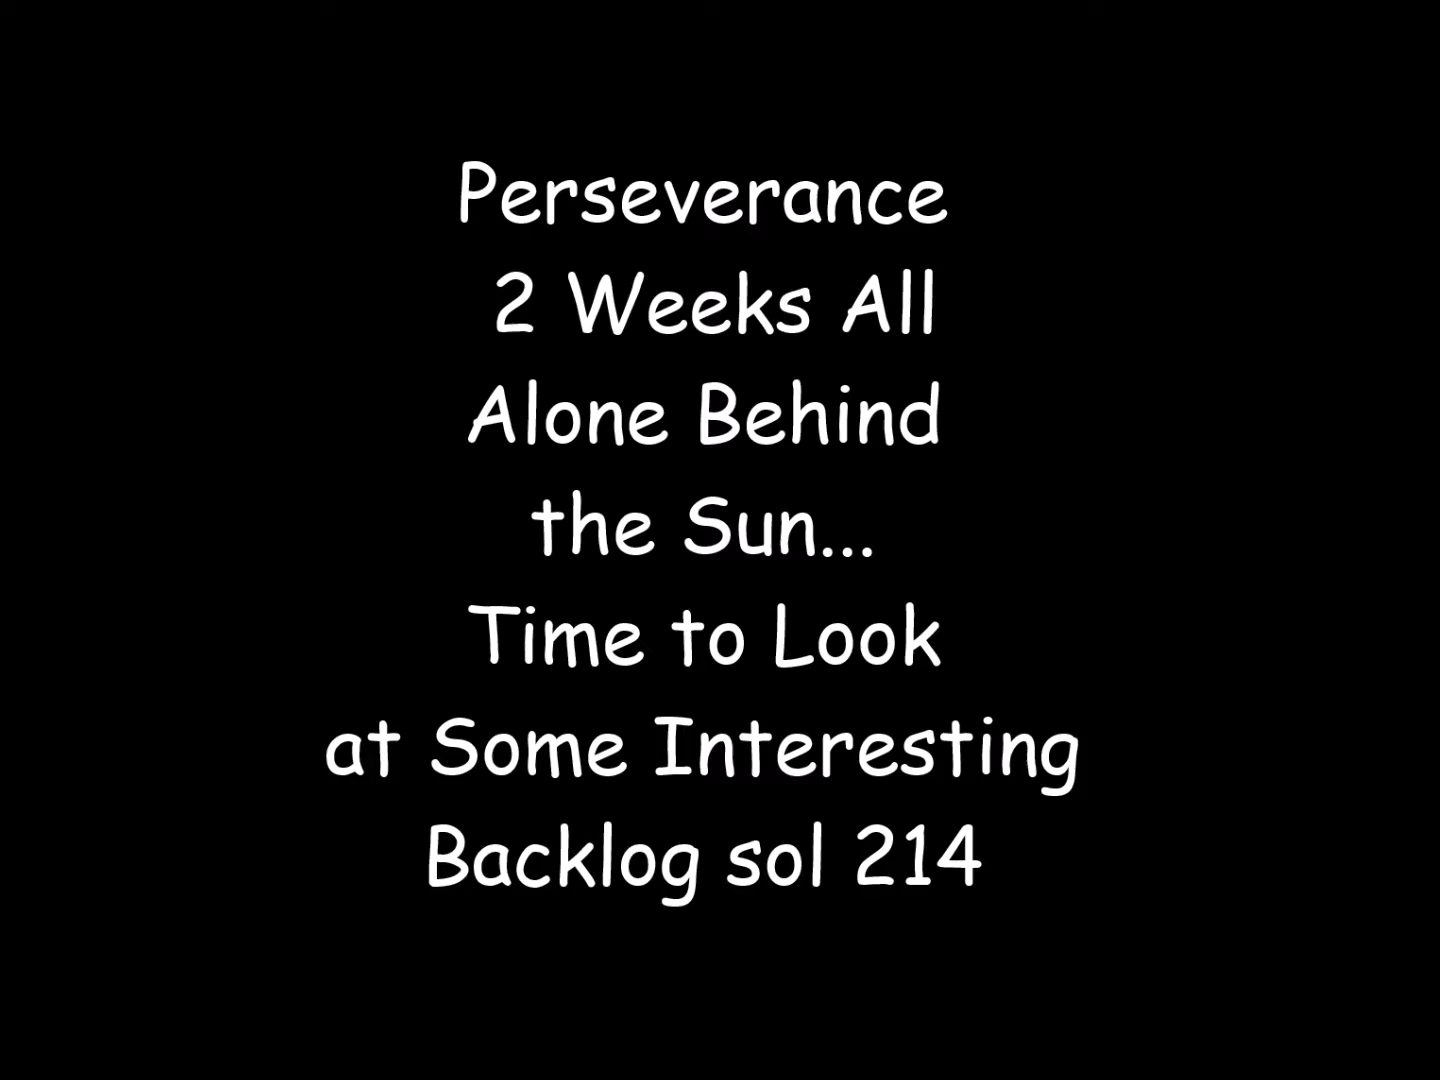 Perseverance
2 Weeks All
Alone Behind
the Sun...
Time to Look
at Some Interesting
Backlog sol 214